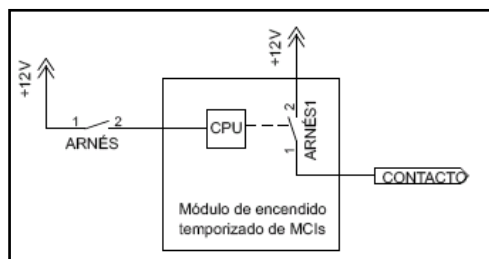 +12V
1 2
ARNÉS
CPU
+12V
2
1
ARNÉS1
CONTACTO
Módulo de encendido
temporizado de MCIs